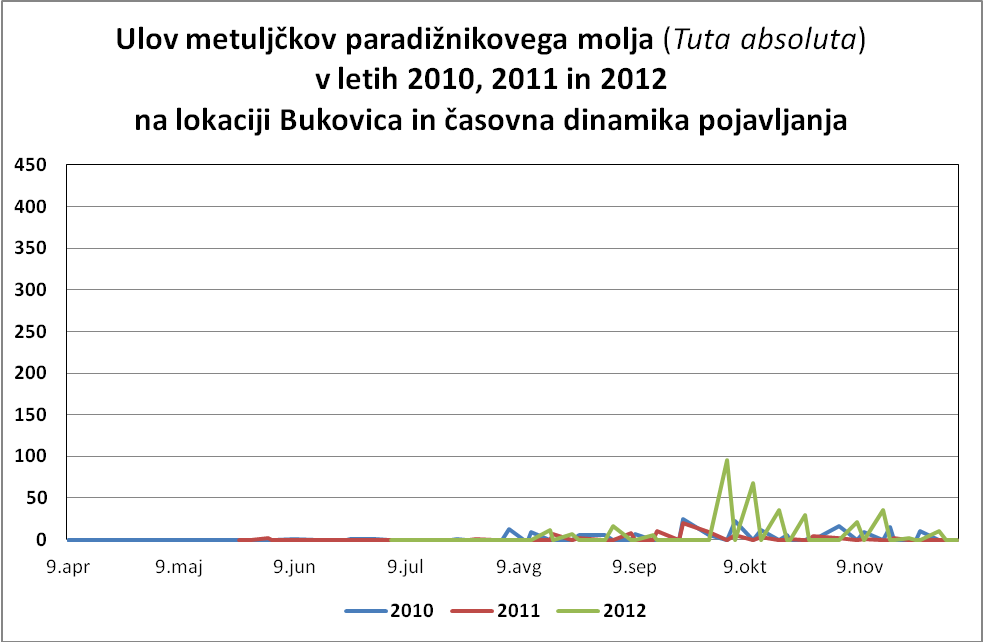 Ulov metuljčkov paradižnikovega molja (Tuta absoluta)
v letih 2010, 2011 in 2012
na lokaciji Bukovica in časovna dinamika pojavljanja
450
400
350
300
250
200
150
100
50
0
9.apr 9.maj 9.jun 9.jul 9.avg 9.sep 9.okt 9.nov
2010 2011 2012